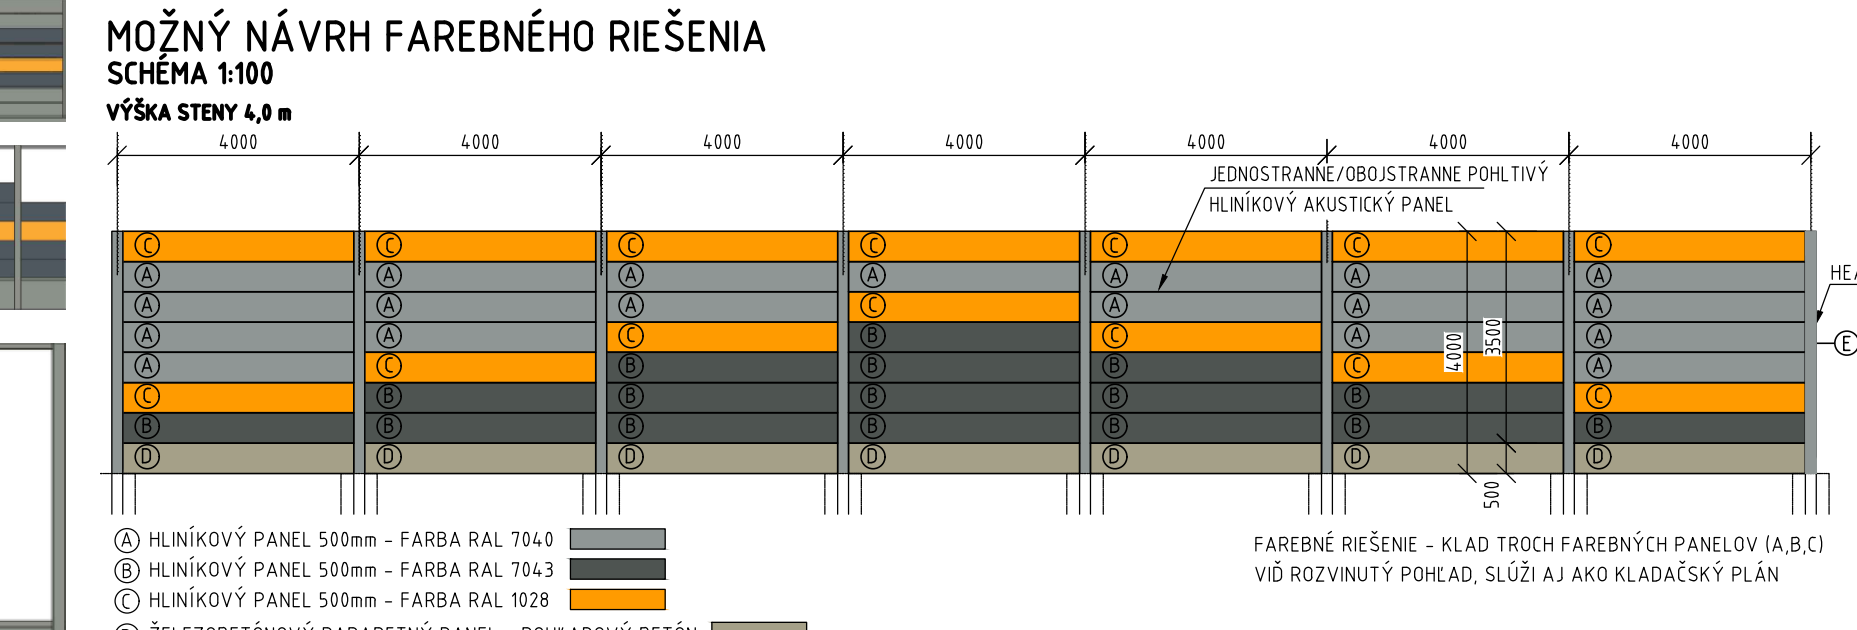 MOŽNÝ NÁVRH FAREBNÉHO RIEŠENIA
SCHÉMA 1:100
VÝŠKA STENY 4,0 m
4000 4000 4000 4000 4000 4000 4000
JEDNOSTRANNE/OBOJSTRANNE POHLTIVÝ
HLINÍKOVÝ AKUSTICKÝ PANEL
C C C C C C C
A A A A A A A
A A A C A A A
A A C B C A A
A C B B B C A
C B B B B B C
B B B B B B B
D D D D D D D
4000
3500
500
E
A HLINÍKOVÝ PANEL 500mm - FARBA RAL 7040
B HLINÍKOVÝ PANEL 500mm - FARBA RAL 7043
C HLINÍKOVÝ PANEL 500mm - FARBA RAL 1028
FAREBNÉ RIEŠENIE - KLAD TROCH FAREBNÝCH PANELOV (A,B,C)
VIĎ ROZVINUTÝ POHĽAD, SLÚŽI AJ AKO KLADAČSKÝ PLÁN